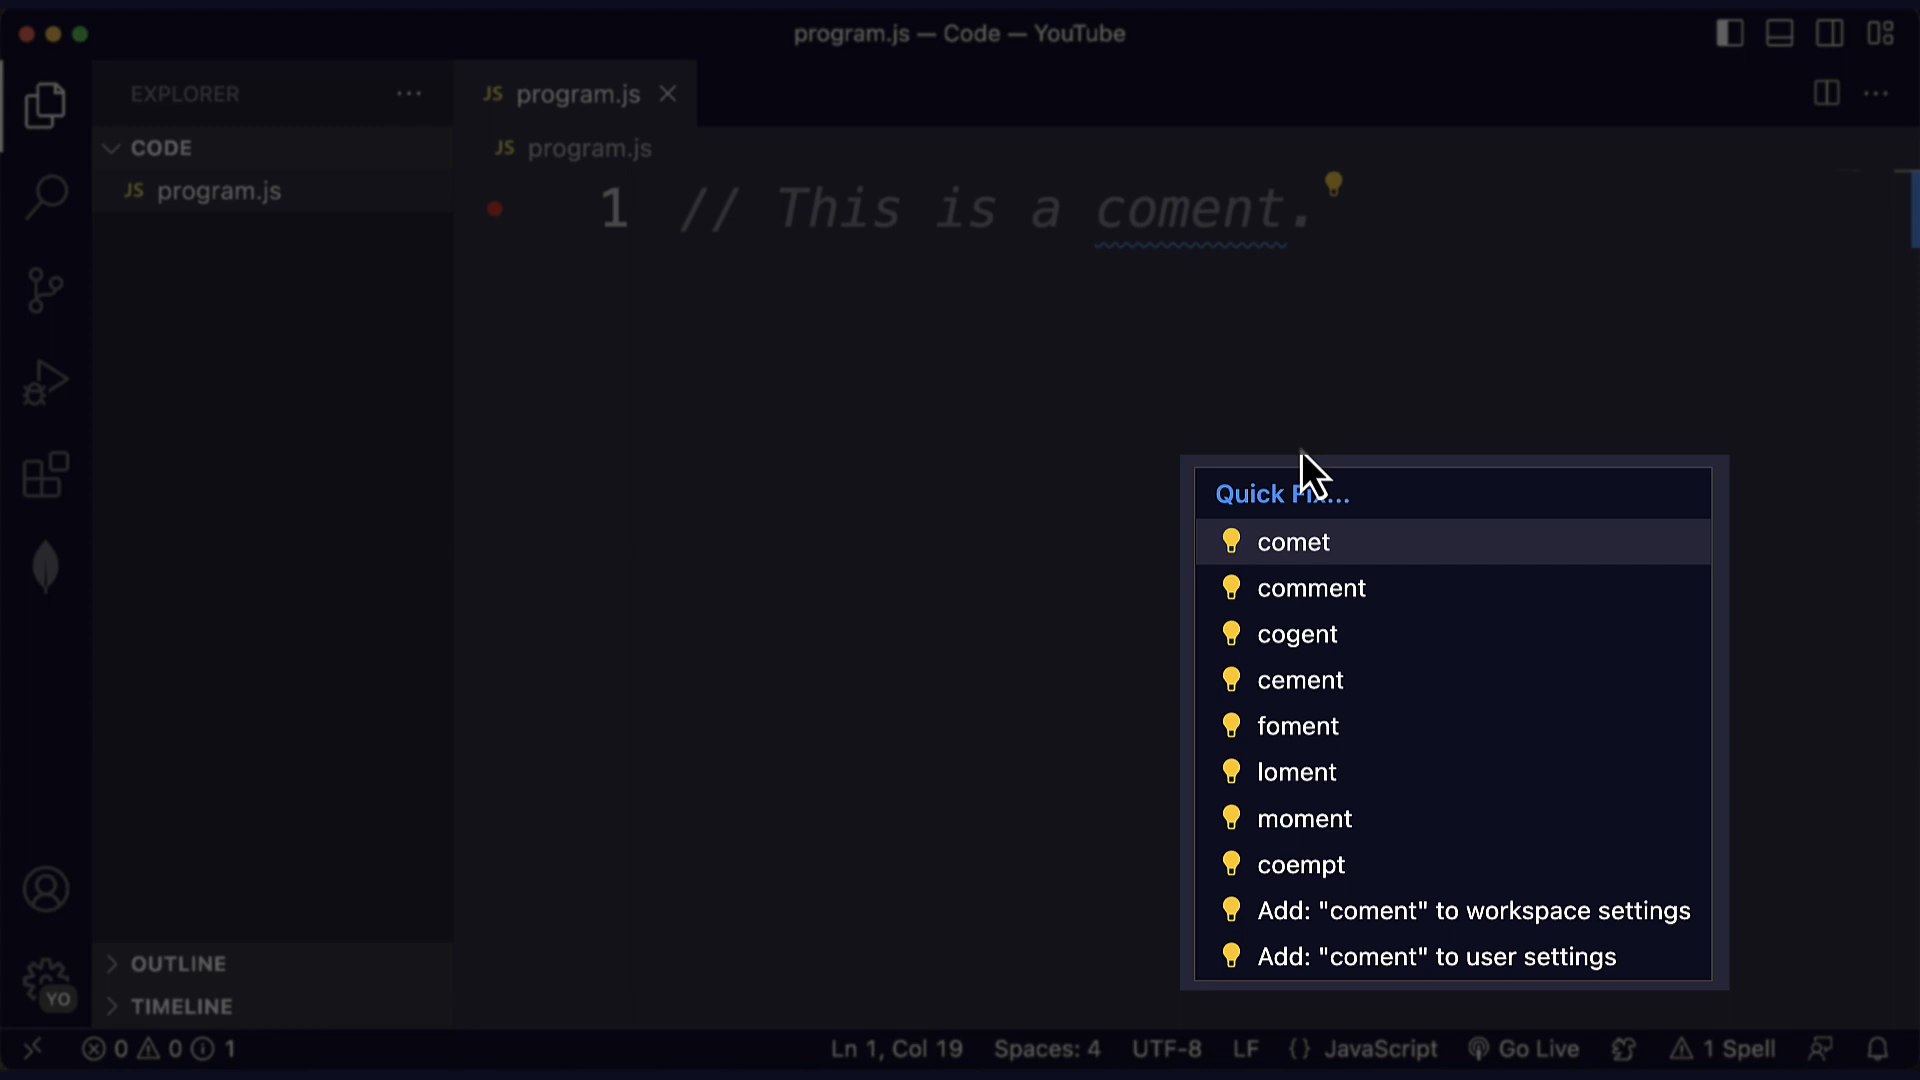 program.js — Code — YouTube
EXPLORER
JS program.js
CODE
JS program.js
JS program.js
1 // This is a coment.
Quick Fix...
comet
comment
cogent
cement
foment
loment
moment
coempt
Add: "coment" to workspace settings
Add: "coment" to user settings
OUTLINE
TIMELINE
YO
0 0 1
Ln 1, Col 19
Spaces: 4
UTF-8
LF
{} JavaScript
Go Live
1 Spell